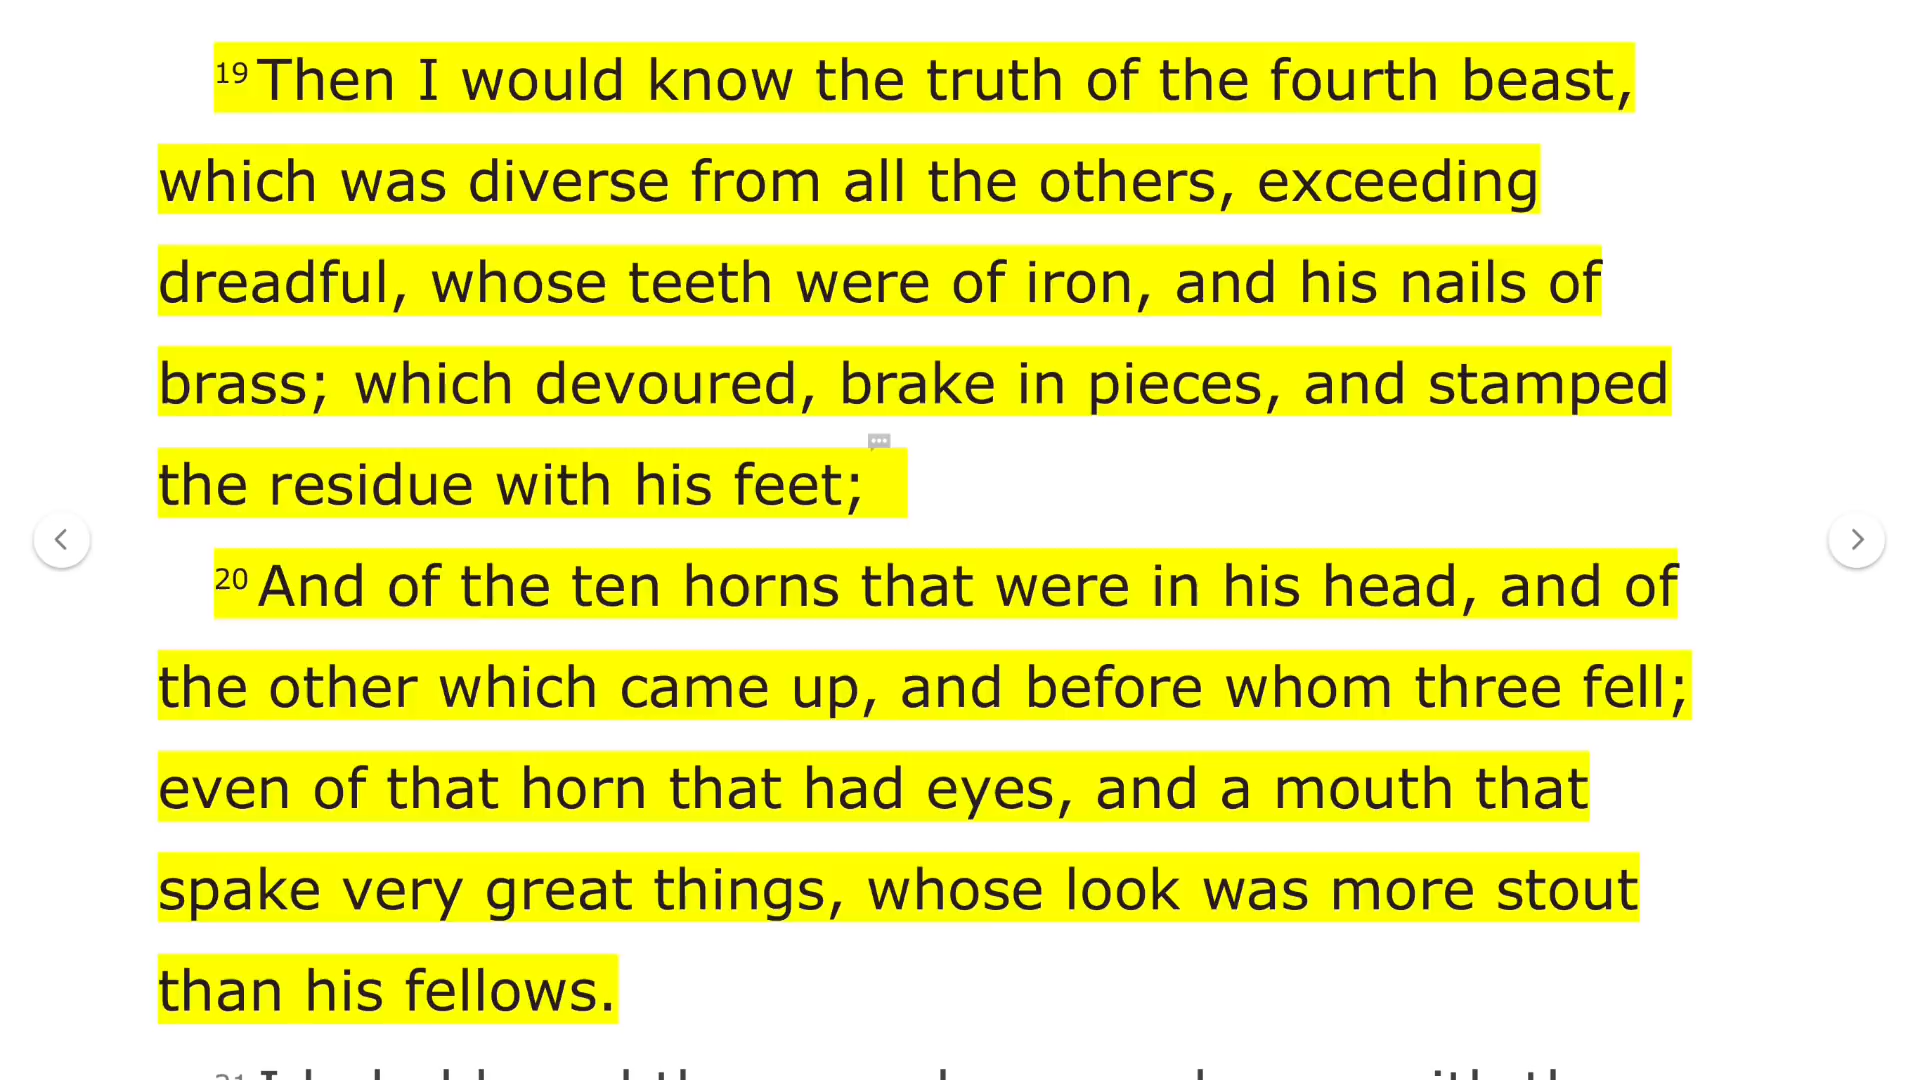 19 Then I would know the truth of the fourth beast,
which was diverse from all the others, exceeding
dreadful, whose teeth were of iron, and his nails of
brass; which devoured, brake in pieces, and stamped
the residue with his feet;
20 And of the ten horns that were in his head, and of
the other which came up, and before whom three fell;
even of that horn that had eyes, and a mouth that
spake very great things, whose look was more stout
than his fellows.